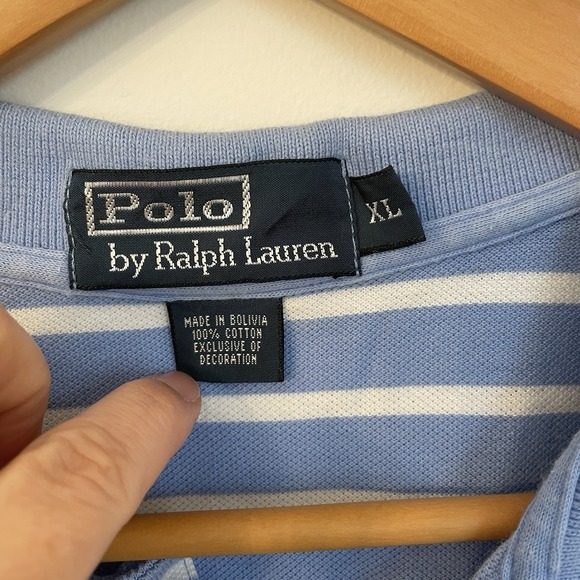 Polo
by Ralph Lauren
XL
MADE IN BOLIVIA
100% COTTON
EXCLUSIVE OF
DECORATION